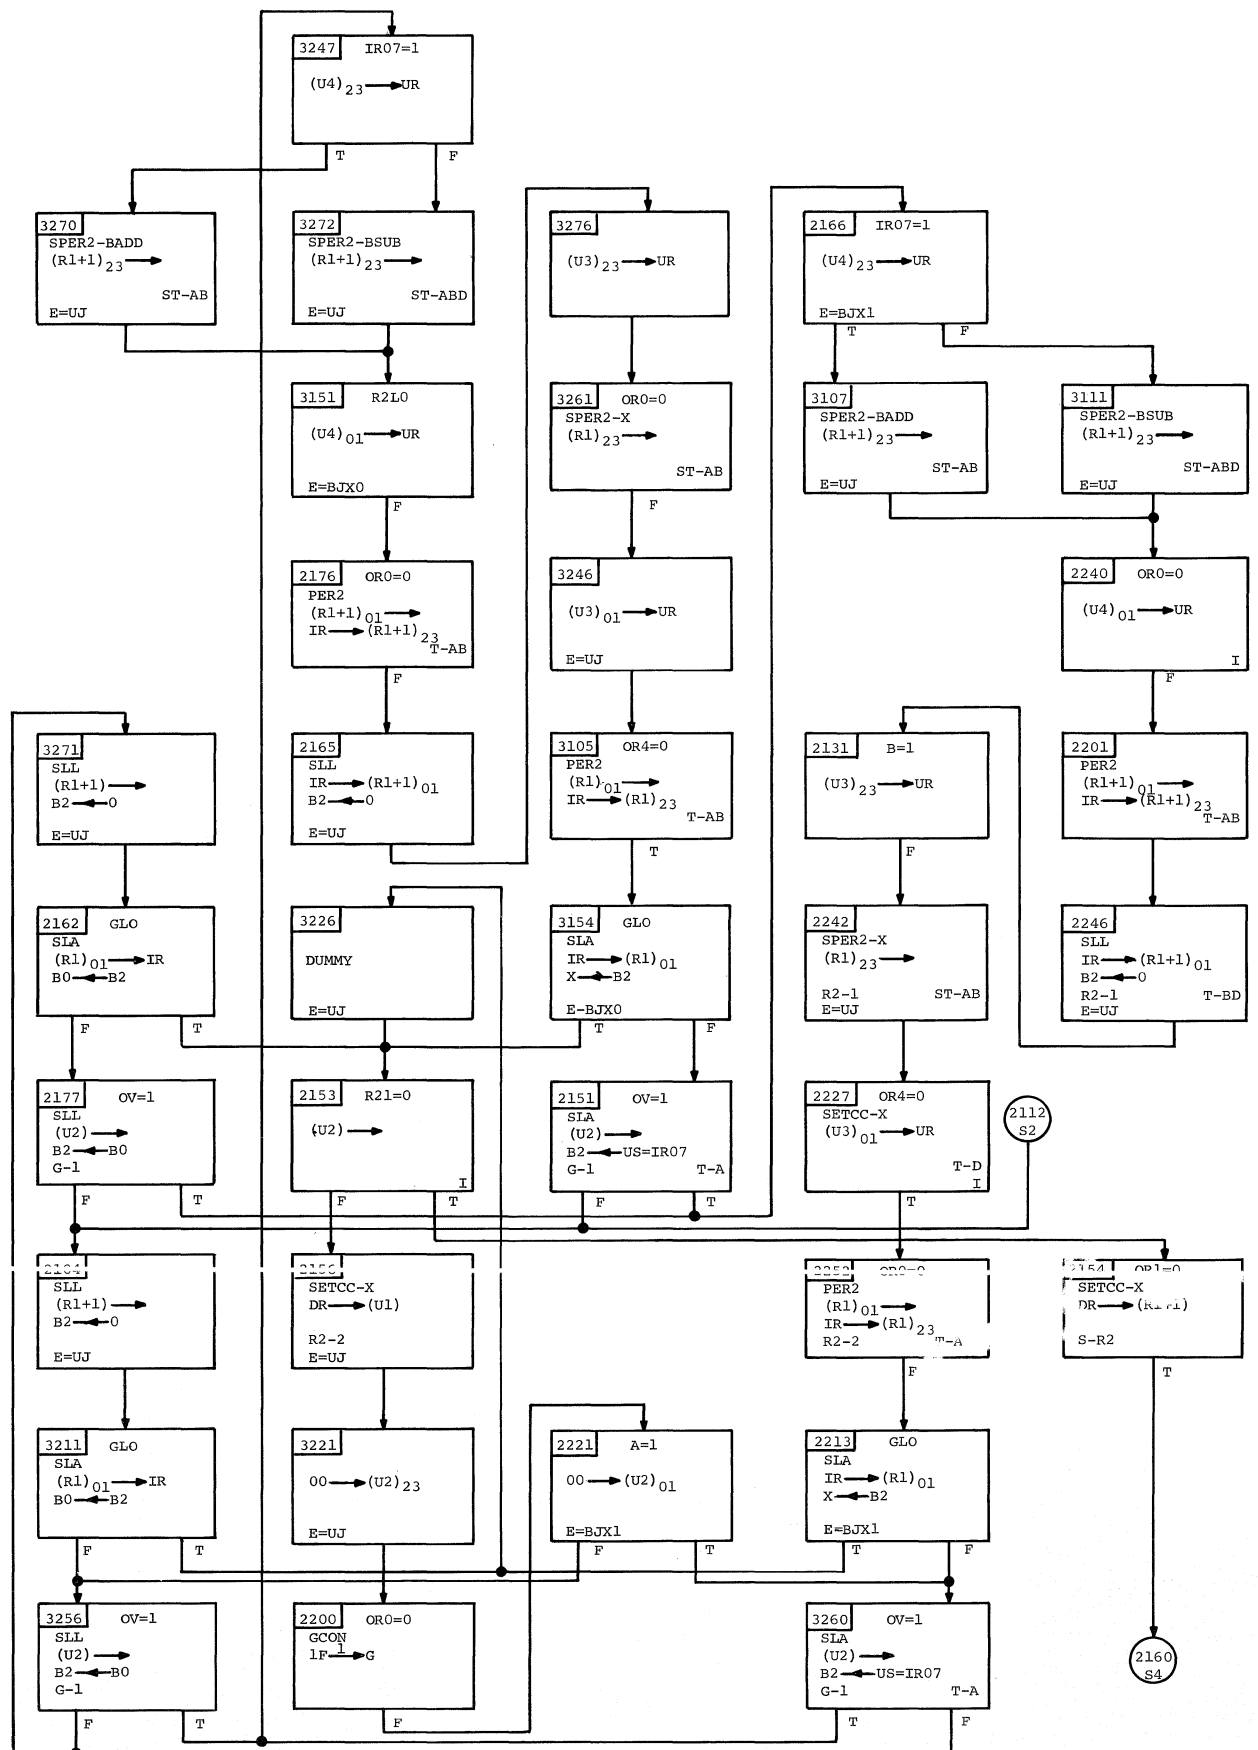 3247 IR07=1
(U4)23 → UR
T F
3270
SPER2-BADD
(R1+1)23 →
ST-AB
E=UJ
3272
SPER2-BSUB
(R1+1)23 →
ST-ABD
E=UJ
3276
(U3)23 → UR
2166 IR07=1
(U4)23 → UR
E=BJX1
T F
3151 R2L0
(U4)01 → UR
E=BJX0
F
3261 OR0=0
SPER2-X
(R1)23 →
ST-AB
F
3107
SPER2-BADD
(R1+1)23 →
ST-AB
E=UJ
3111
SPER2-BSUB
(R1+1)23 →
ST-ABD
E=UJ
2176 OR0=0
PER2
(R1+1)01 →
IR → (R1+1)23
T-AB
F
3246
(U3)01 → UR
E=UJ
2240 OR0=0
(U4)01 → UR
I
F
3271
SLL
(R1+1) →
B2 ← 0
E=UJ
2165
SLL
IR → (R1+1)01
B2 ← 0
E=UJ
3105 OR4=0
PER2
(R1)01 →
IR → (R1)23
T-AB
T
2131 B=1
(U3)23 → UR
F
2201
PER2
(R1+1)01 →
IR → (R1+1)23
T-AB
2162 GLO
SLA
(R1)01 → IR
B0 ← B2
F T
3226
DUMMY
E=UJ
3154 GLO
SLA
IR → (R1)01
X ← B2
E-BJX0
T F
2242
SPER2-X
(R1)23 →
R2-1 ST-AB
E=UJ
2246
SLL
IR → (R1+1)01
B2 ← 0
R2-1 T-BD
E=UJ
2177 OV=1
SLL
(U2) →
B2 ← B0
G-1
F T
2153 R21=0
(U2) →
I
F T
2151 OV=1
SLA
(U2) →
B2 ← US=IR07
G-1 T-A
F T
2227 OR4=0
SETCC-X
(U3)01 → UR
T-D
I
T
2112
S2
2164
SLL
(R1+1) →
B2 ← 0
E=UJ
2156
SETCC-X
DR → (U1)
R2-2
E=UJ
2252 OR0=0
PER2
(R1)01 →
IR → (R1)23
R2-2 T-A
F
2154 OR1=0
SETCC-X
DR → (R1+1)
S-R2
T
3211 GLO
SLA
(R1)01 → IR
B0 ← B2
F T
3221
00 → (U2)23
E=UJ
2221 A=1
00 → (U2)01
E=BJX1
F T
2213 GLO
SLA
IR → (R1)01
X ← B2
E=BJX1
T F
3256 OV=1
SLL
(U2) →
B2 ← B0
G-1
F T
2200 OR0=0
GCON
1F 1 → G
F
3260 OV=1
SLA
(U2) →
B2 ← US=IR07
G-1 T-A
T F
2160
S4